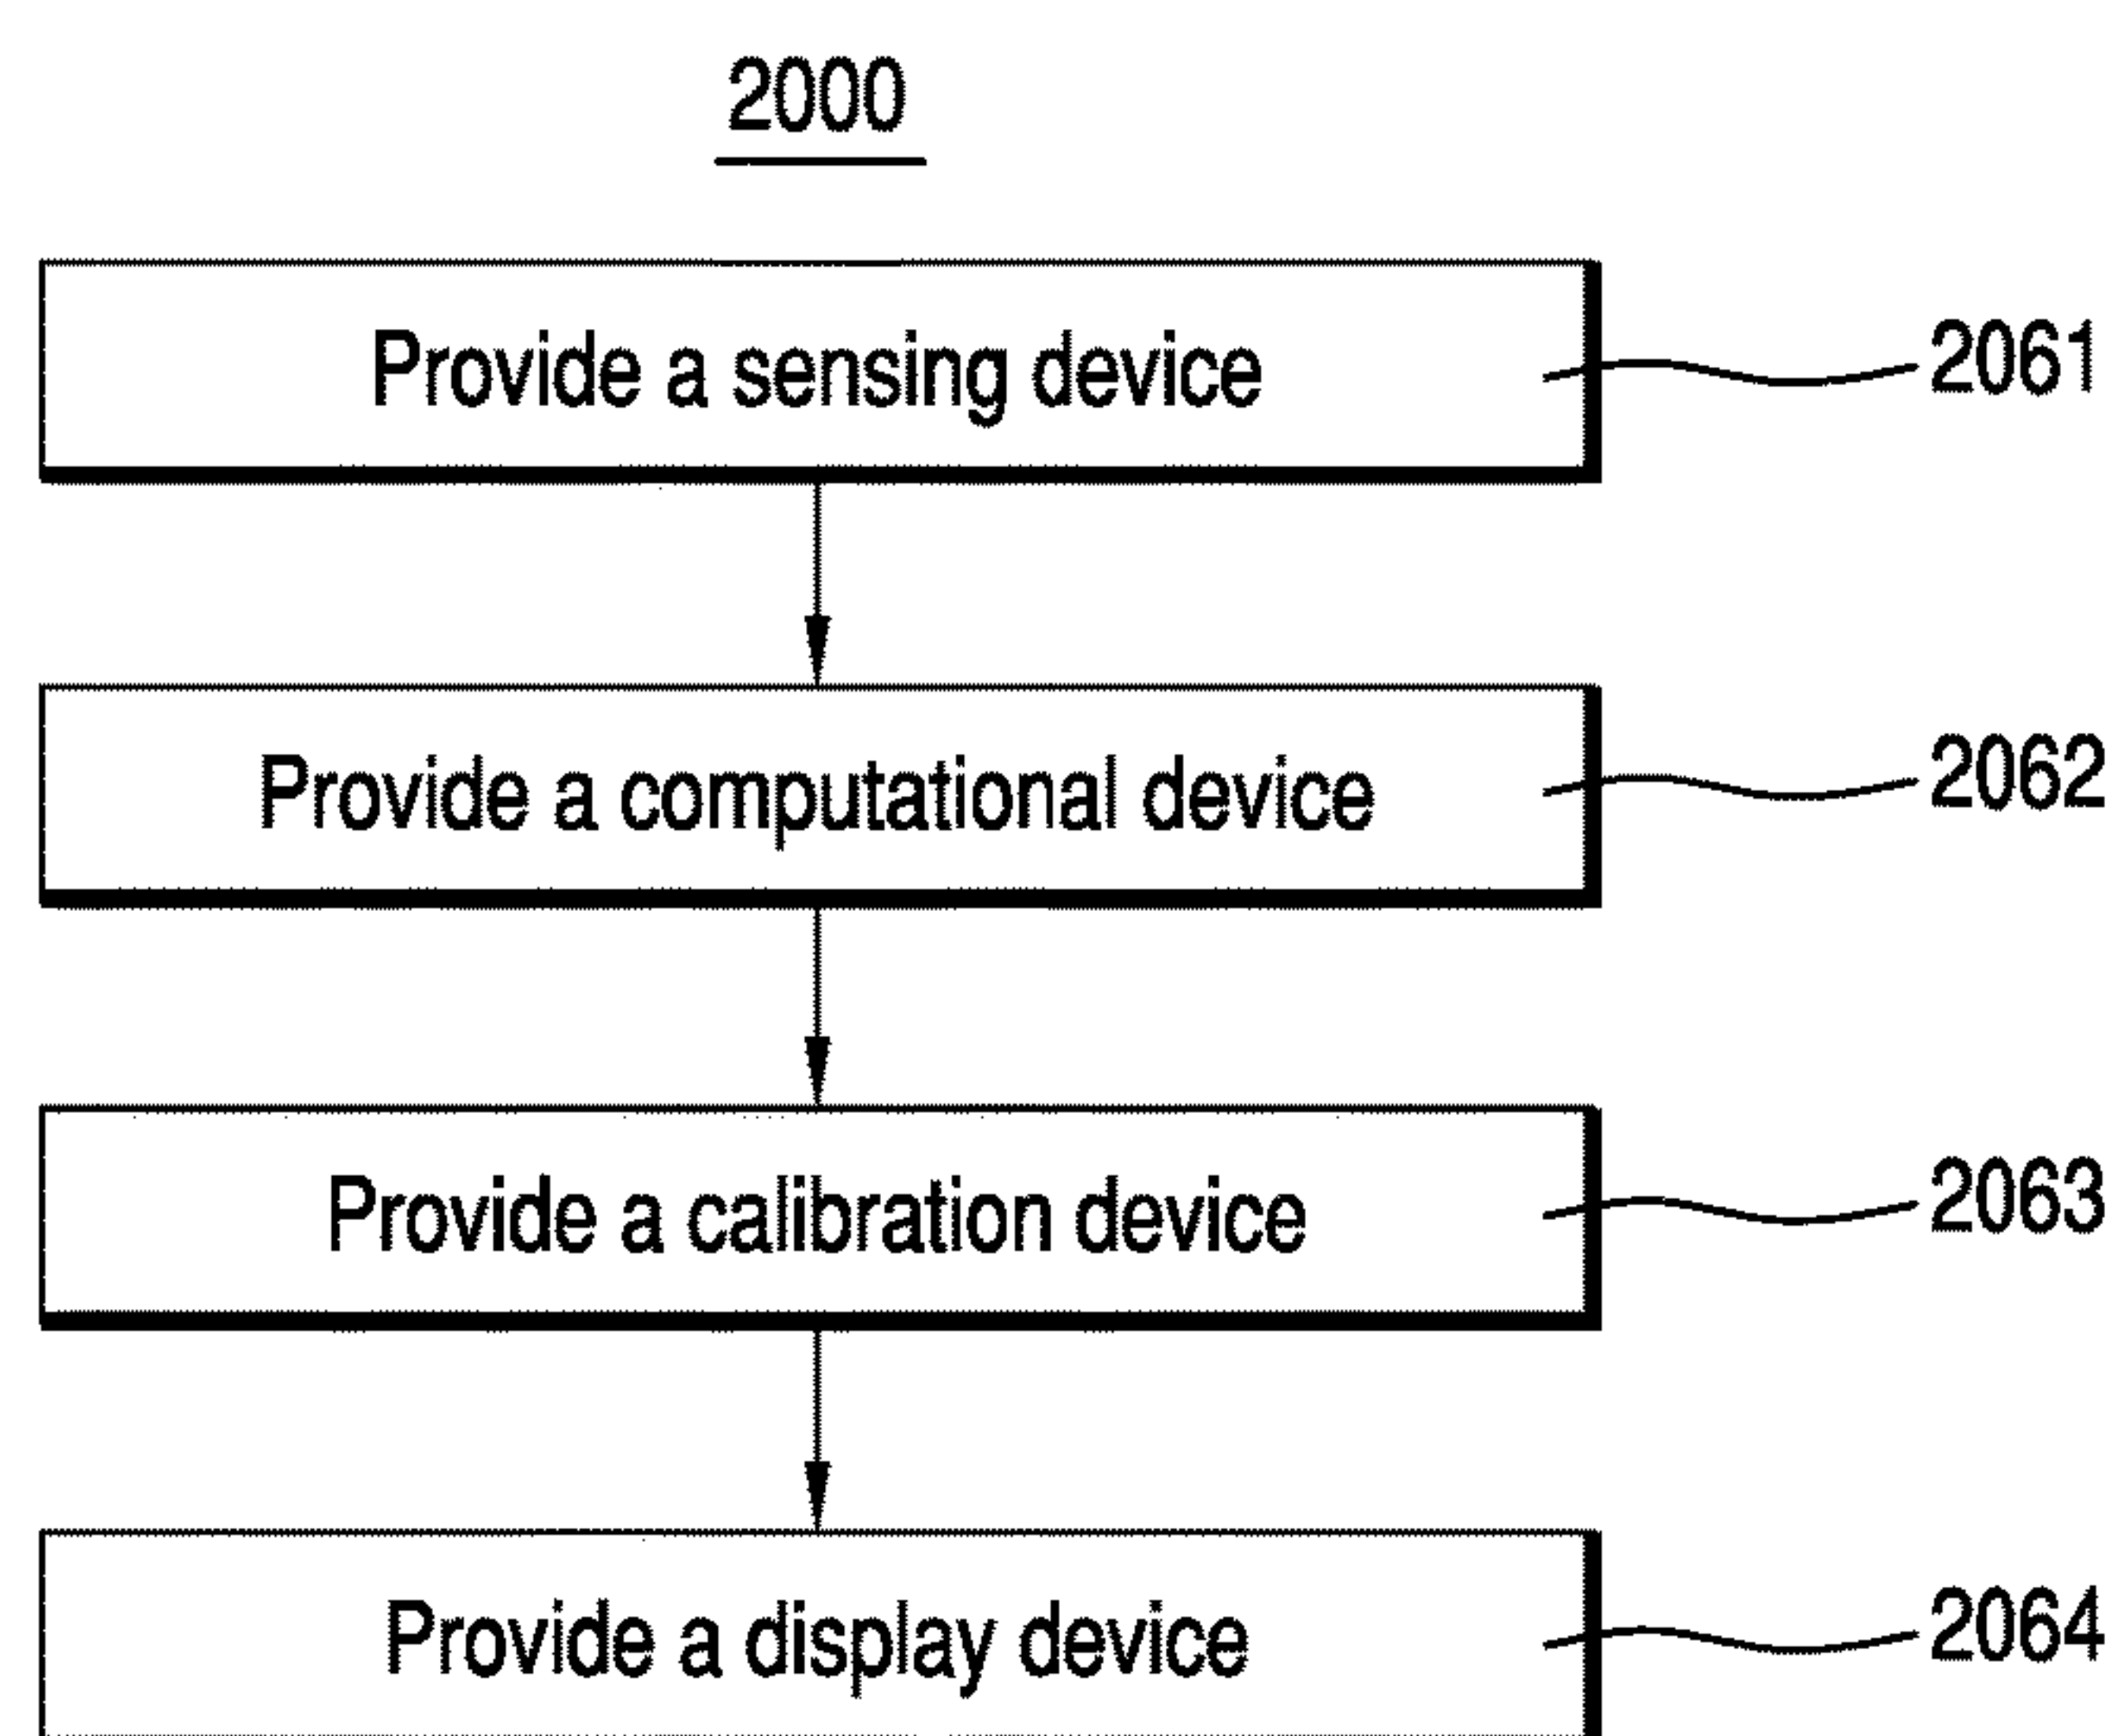 2000
Provide a sensing device
2061
Provide a computational device
2062
Provide a calibration device
2063
Provide a display device
2064